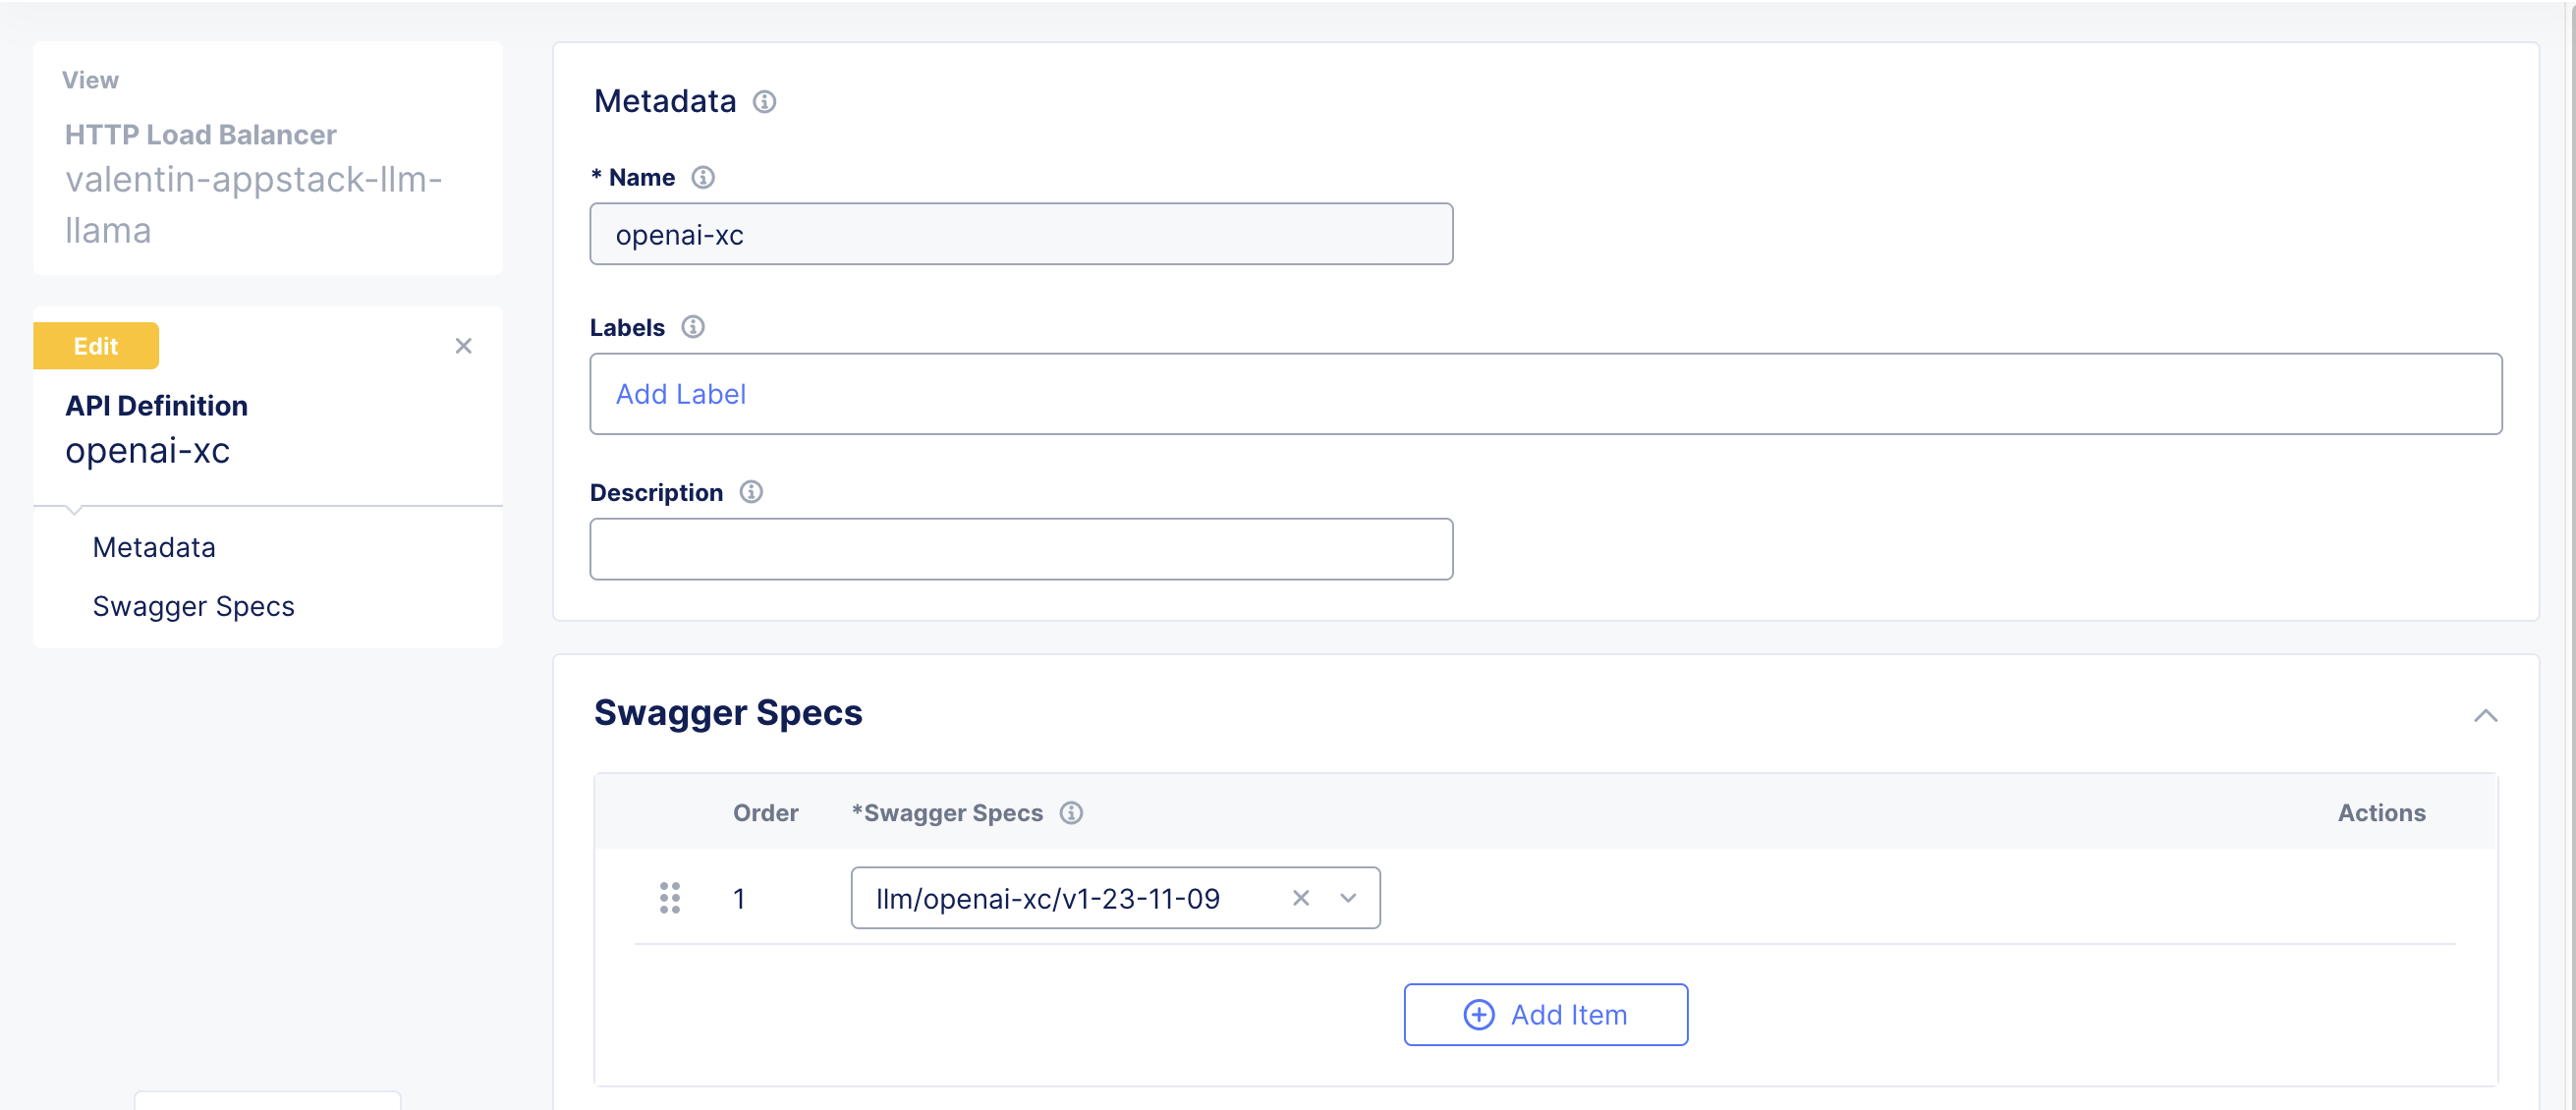 View
HTTP Load Balancer
valentin-appstack-llm-
llama
Edit
API Definition
openai-xc
Metadata
Swagger Specs
Metadata
* Name
openai-xc
Labels
Add Label
Description
Swagger Specs
Order *Swagger Specs Actions
1 llm/openai-xc/v1-23-11-09
Add Item